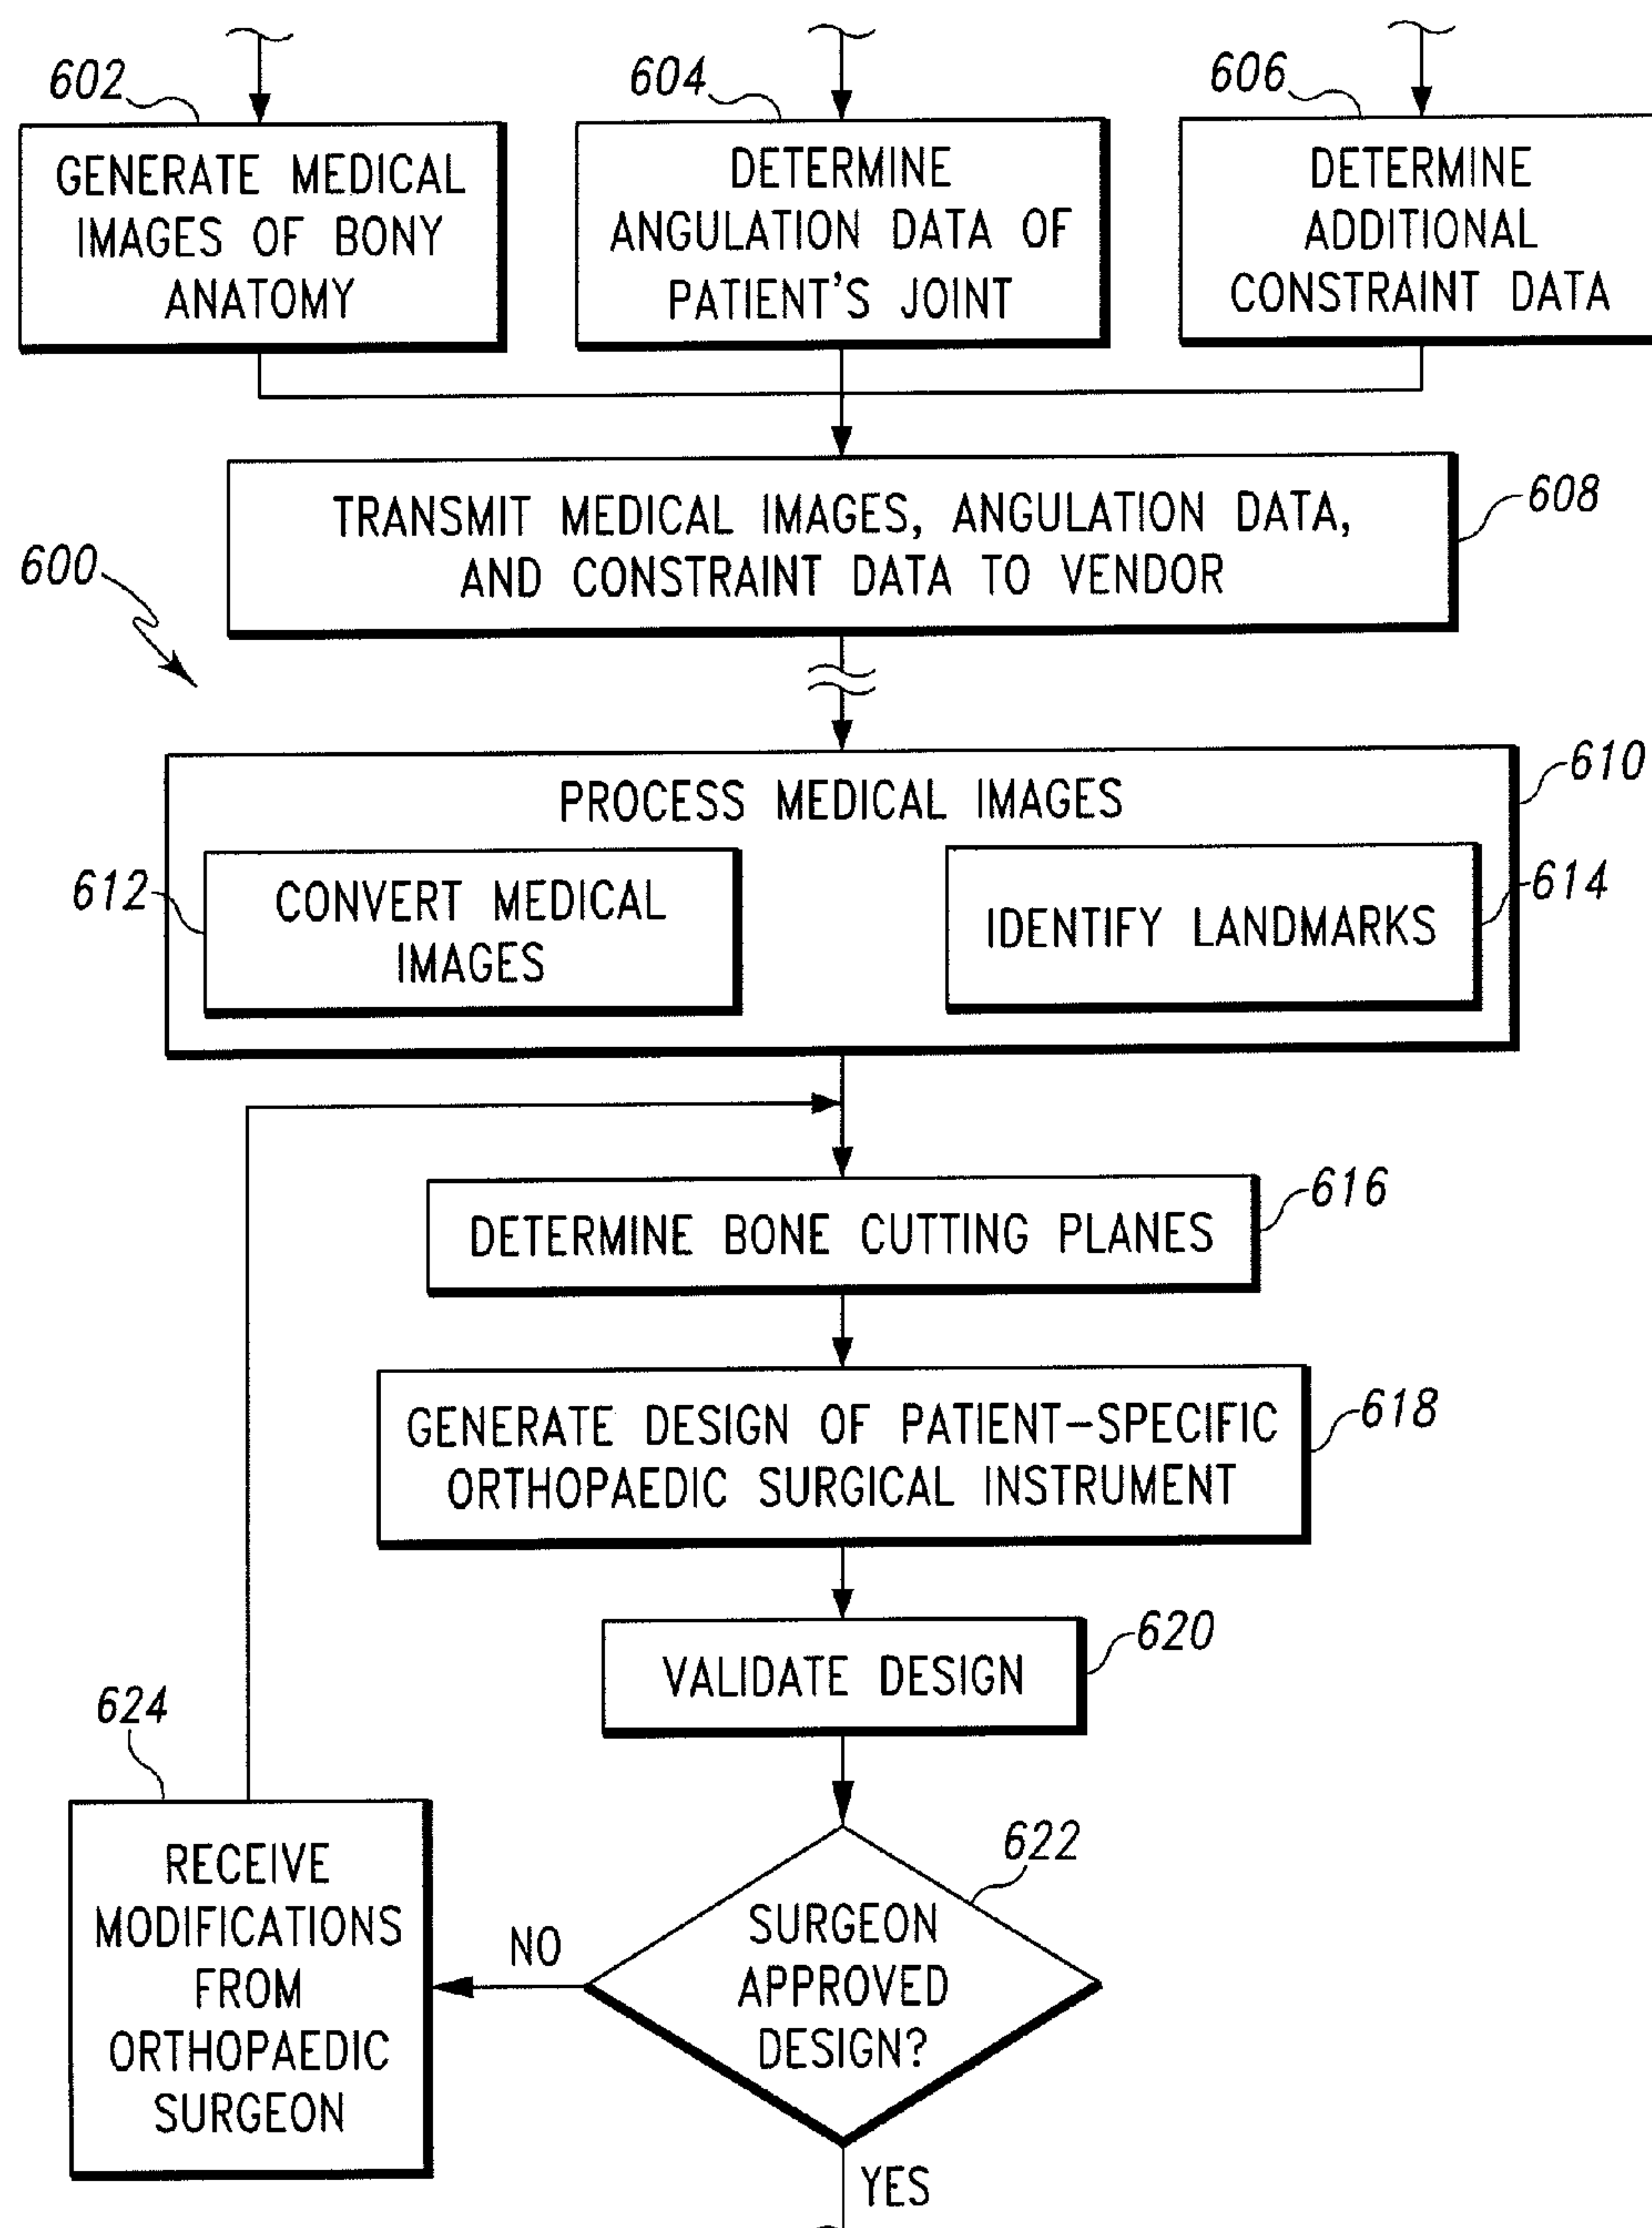 602
GENERATE MEDICAL
IMAGES OF BONY
ANATOMY
604
DETERMINE
ANGULATION DATA OF
PATIENT'S JOINT
606
DETERMINE
ADDITIONAL
CONSTRAINT DATA
608
TRANSMIT MEDICAL IMAGES, ANGULATION DATA,
AND CONSTRAINT DATA TO VENDOR
600
610
PROCESS MEDICAL IMAGES
612
CONVERT MEDICAL
IMAGES
614
IDENTIFY LANDMARKS
616
DETERMINE BONE CUTTING PLANES
618
GENERATE DESIGN OF PATIENT-SPECIFIC
ORTHOPAEDIC SURGICAL INSTRUMENT
620
VALIDATE DESIGN
622
SURGEON
APPROVED
DESIGN?
NO
624
RECEIVE
MODIFICATIONS
FROM
ORTHOPAEDIC
SURGEON
YES